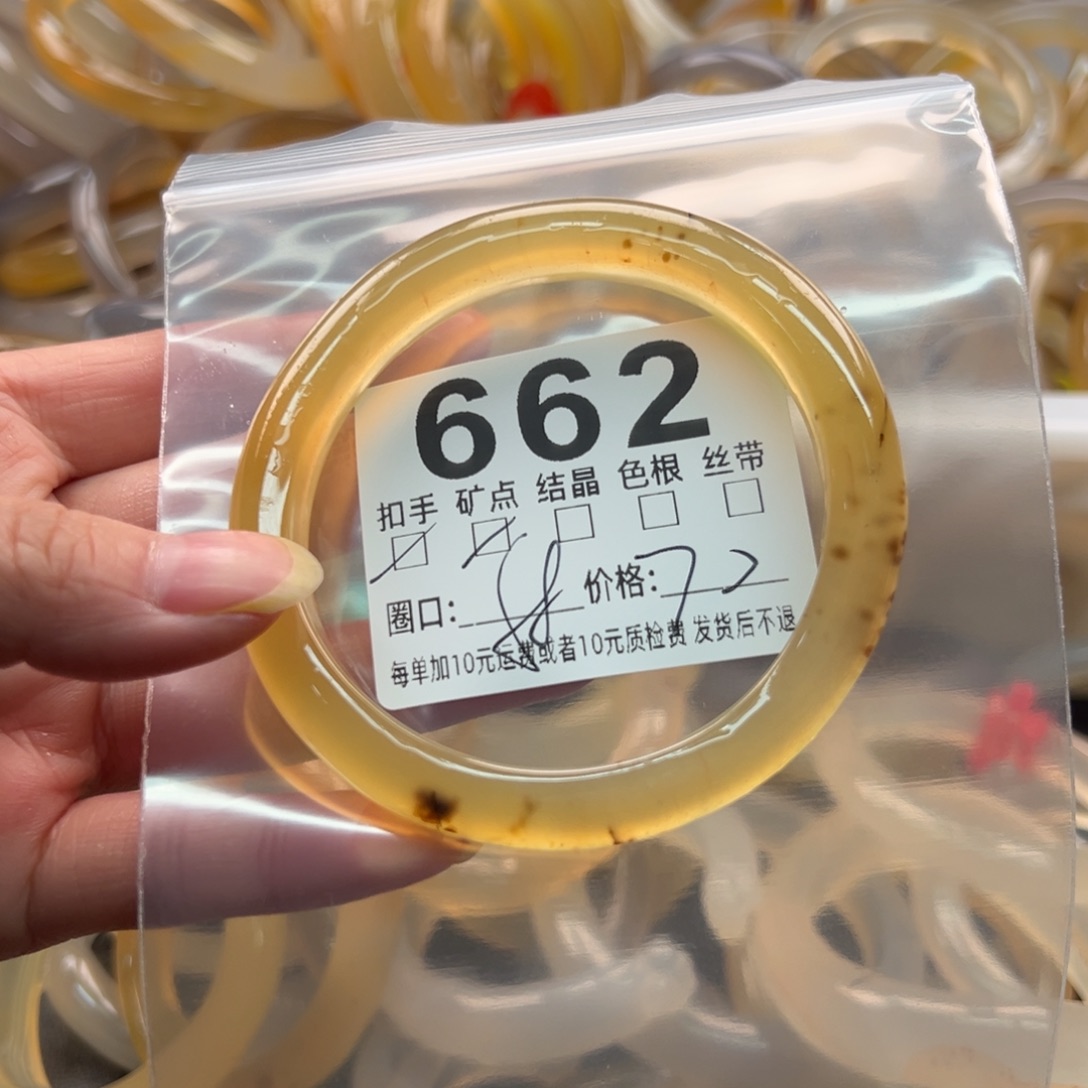 662
扣手 矿点 结晶 色根 丝带
圈口: 58 价格: 72
每单加10元运费或者10元质检费 发货后不退